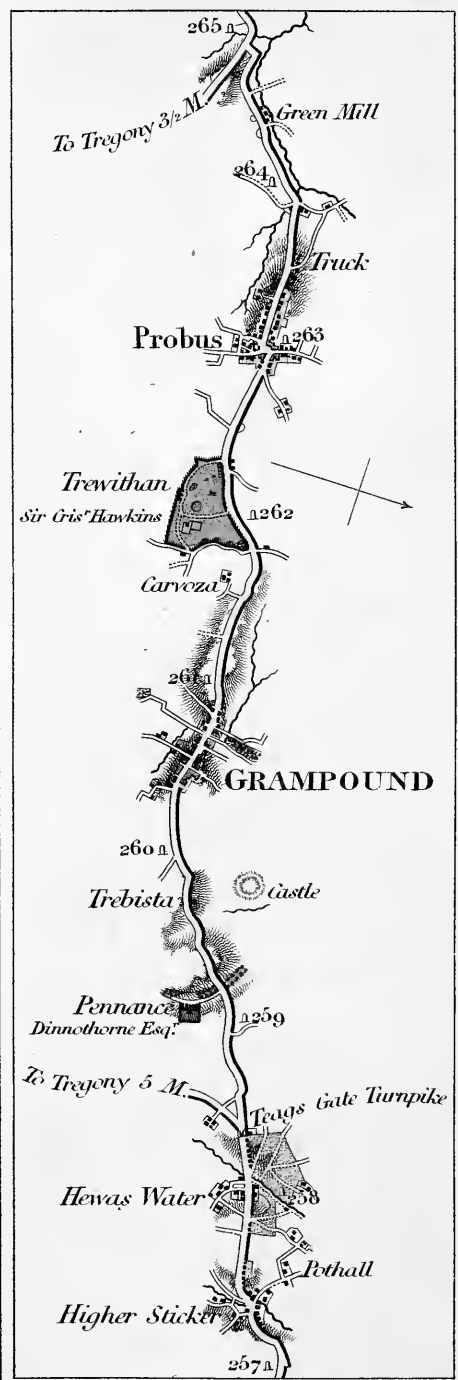 265
To Tregony 3/2 M.
Green Mill
264
Truck
Probus
263
Trewithan
Sir Cris.r Hawkins
262
Carvoza
261
GRAMPOUND
260
Trebista
Castle
Pennance
Dinnothorne Esq.r
259
To Tregony 5 M.
Teags Gate Turnpike
Hewas Water
258
Pothall
Higher Sticker
257